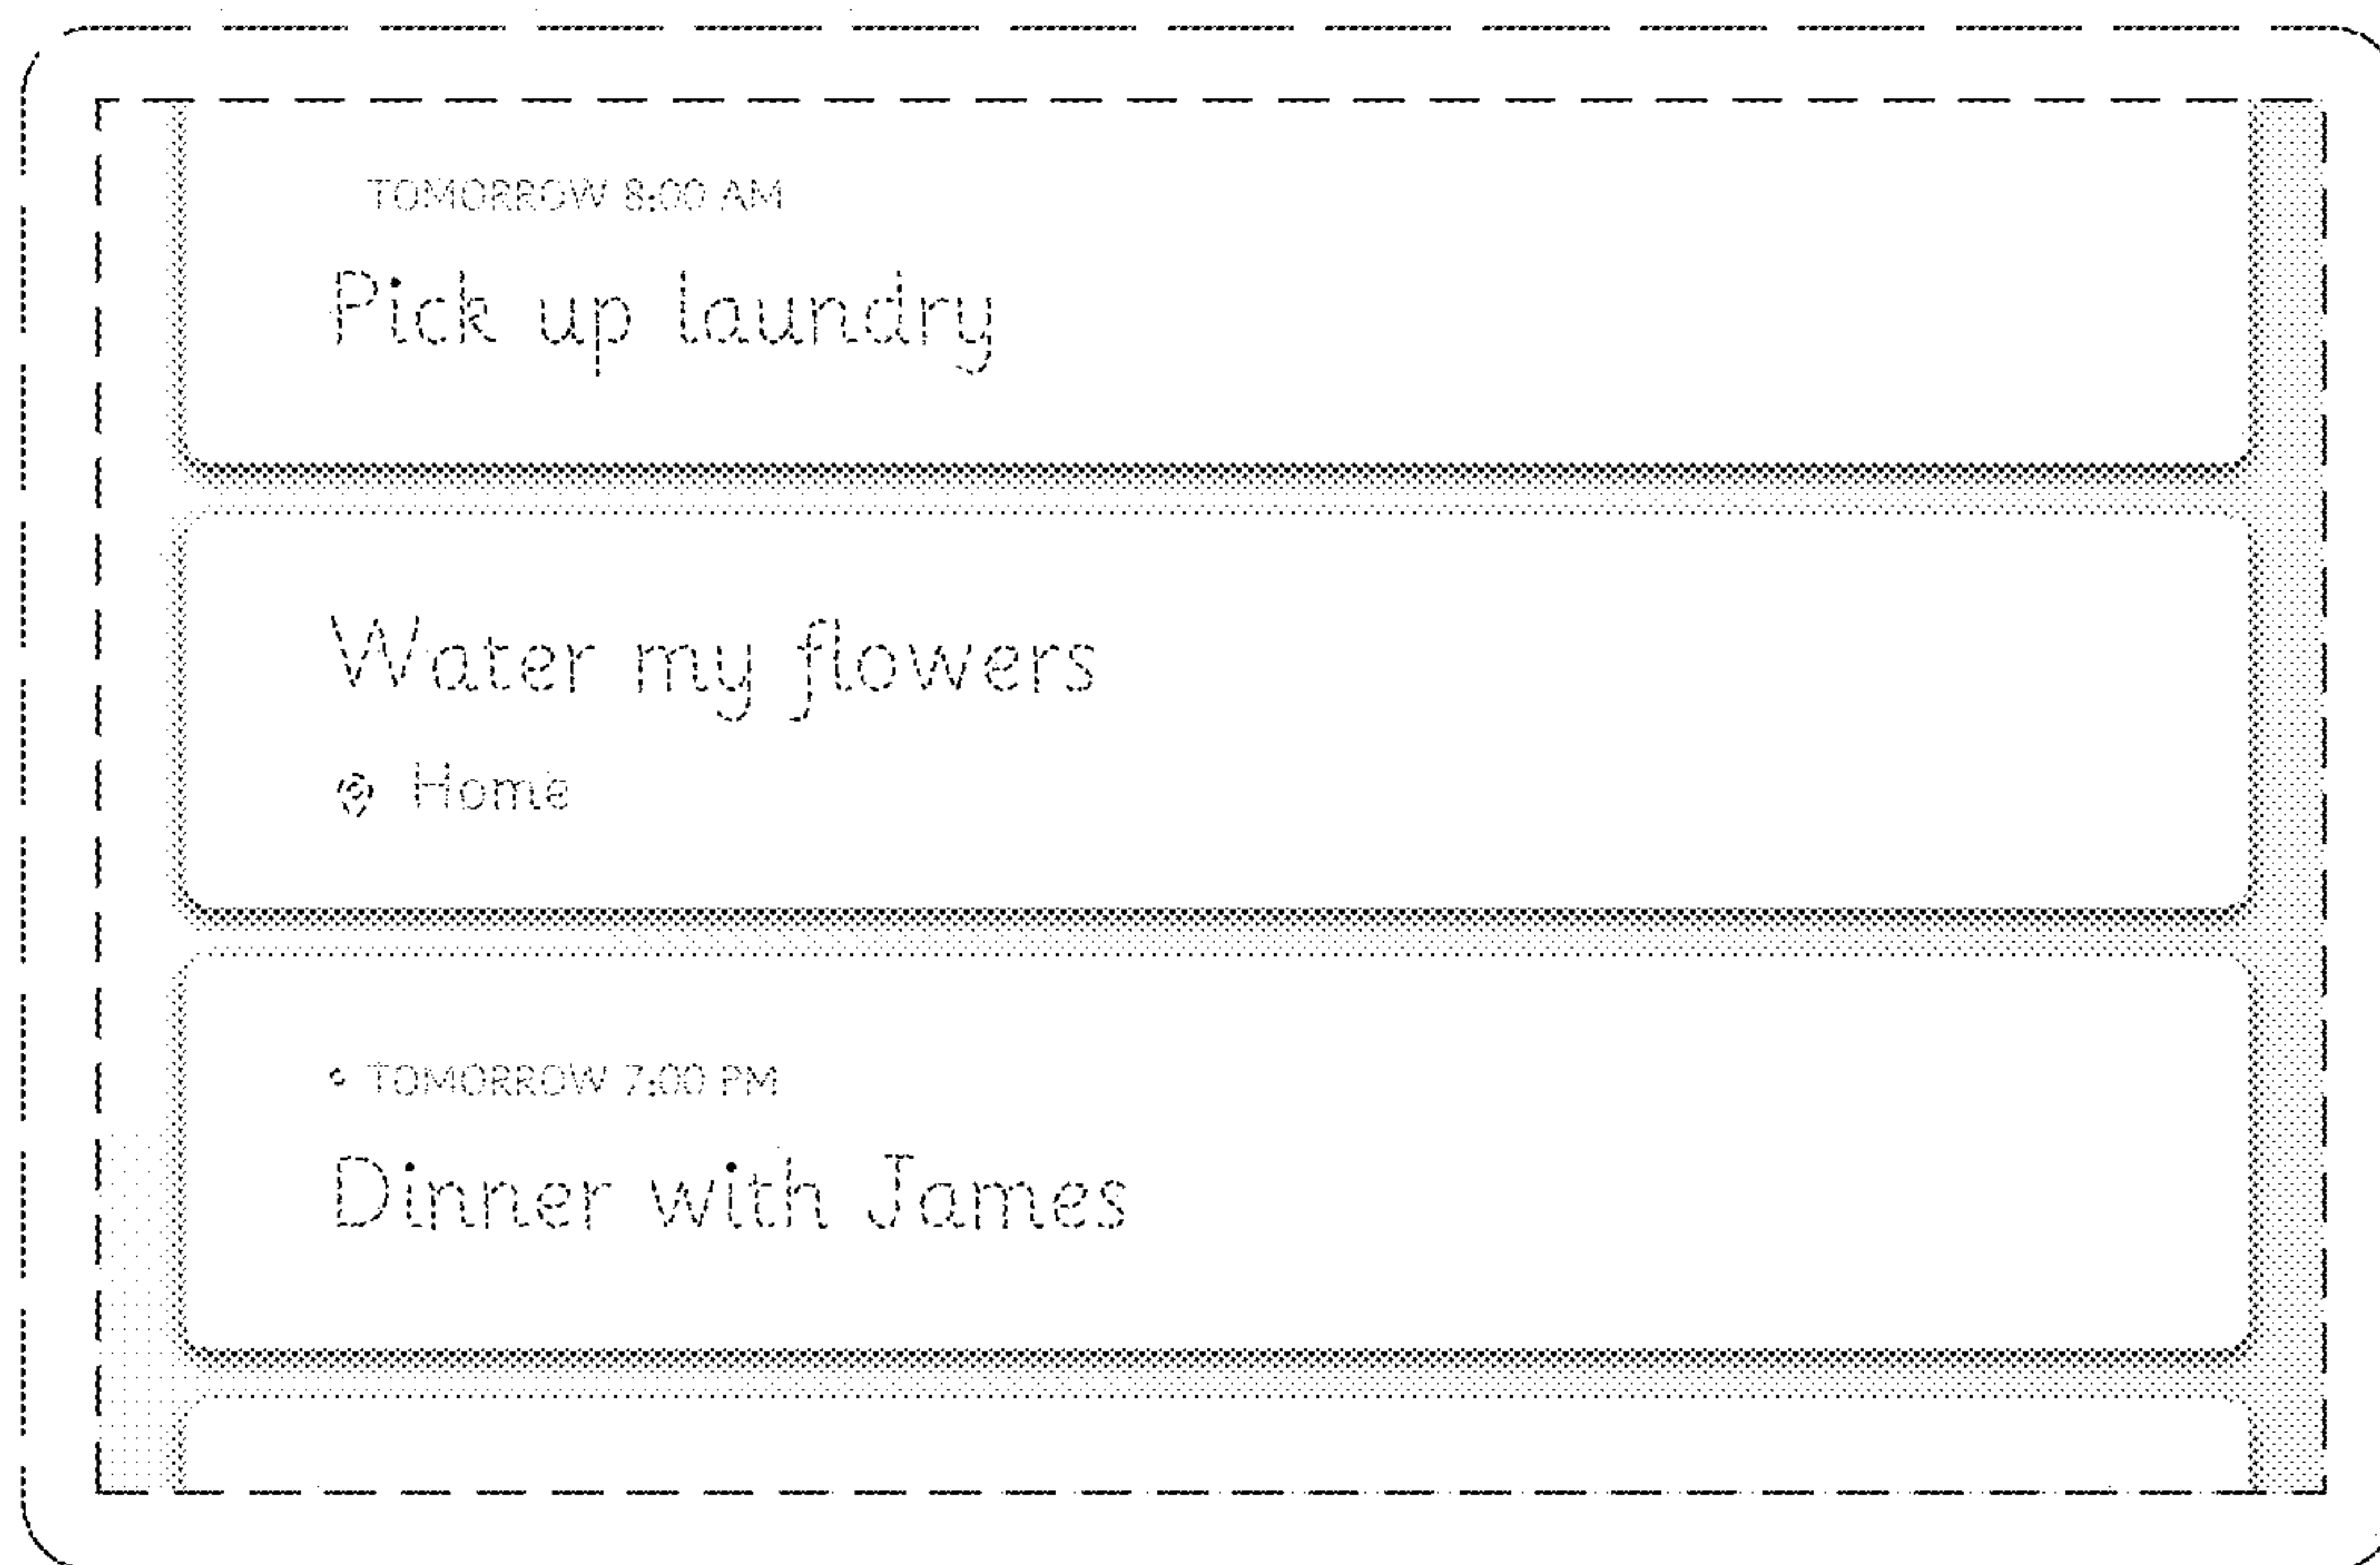 TOMORROW 8:00 AM
Pick up laundry
Water my flowers
Home
TOMORROW 7:00 PM
Dinner with James